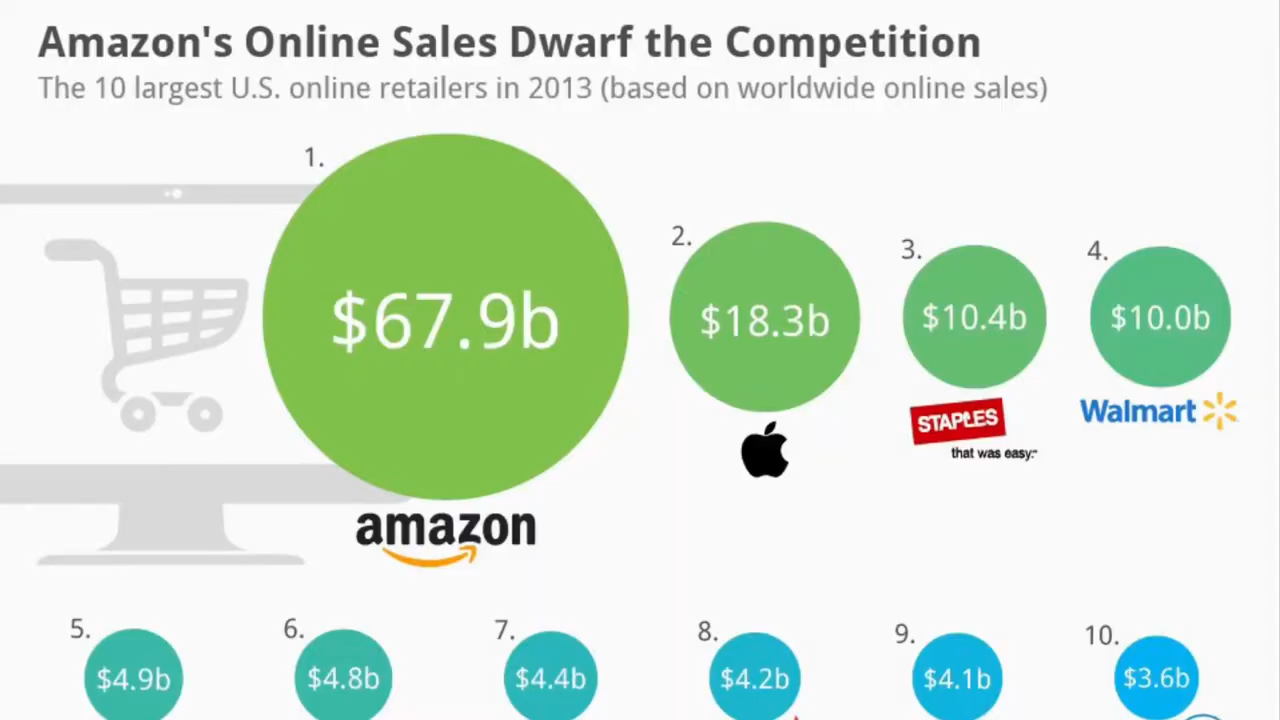 Amazon's Online Sales Dwarf the Competition
The 10 largest U.S. online retailers in 2013 (based on worldwide online sales)
1.
$67.9b
amazon
2.
$18.3b
3.
$10.4b
STAPLES
that was easy.™
4.
$10.0b
Walmart
5.
$4.9b
6.
$4.8b
7.
$4.4b
8.
$4.2b
9.
$4.1b
10.
$3.6b